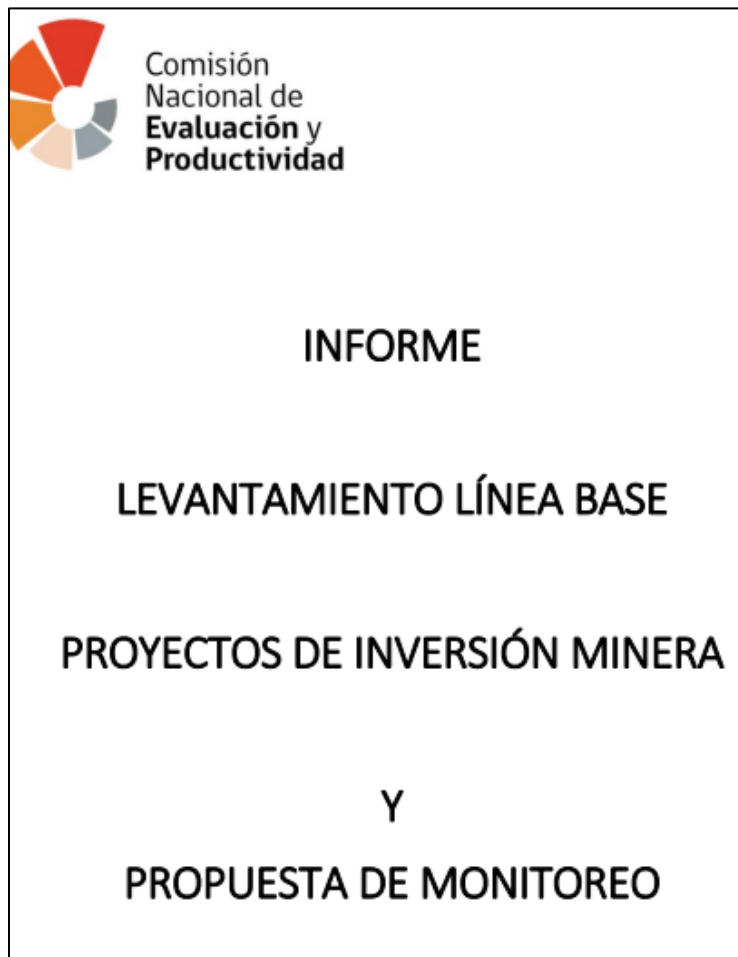 Comisión
Nacional de
Evaluación y
Productividad
INFORME
LEVANTAMIENTO LÍNEA BASE
PROYECTOS DE INVERSIÓN MINERA
Y
PROPUESTA DE MONITOREO